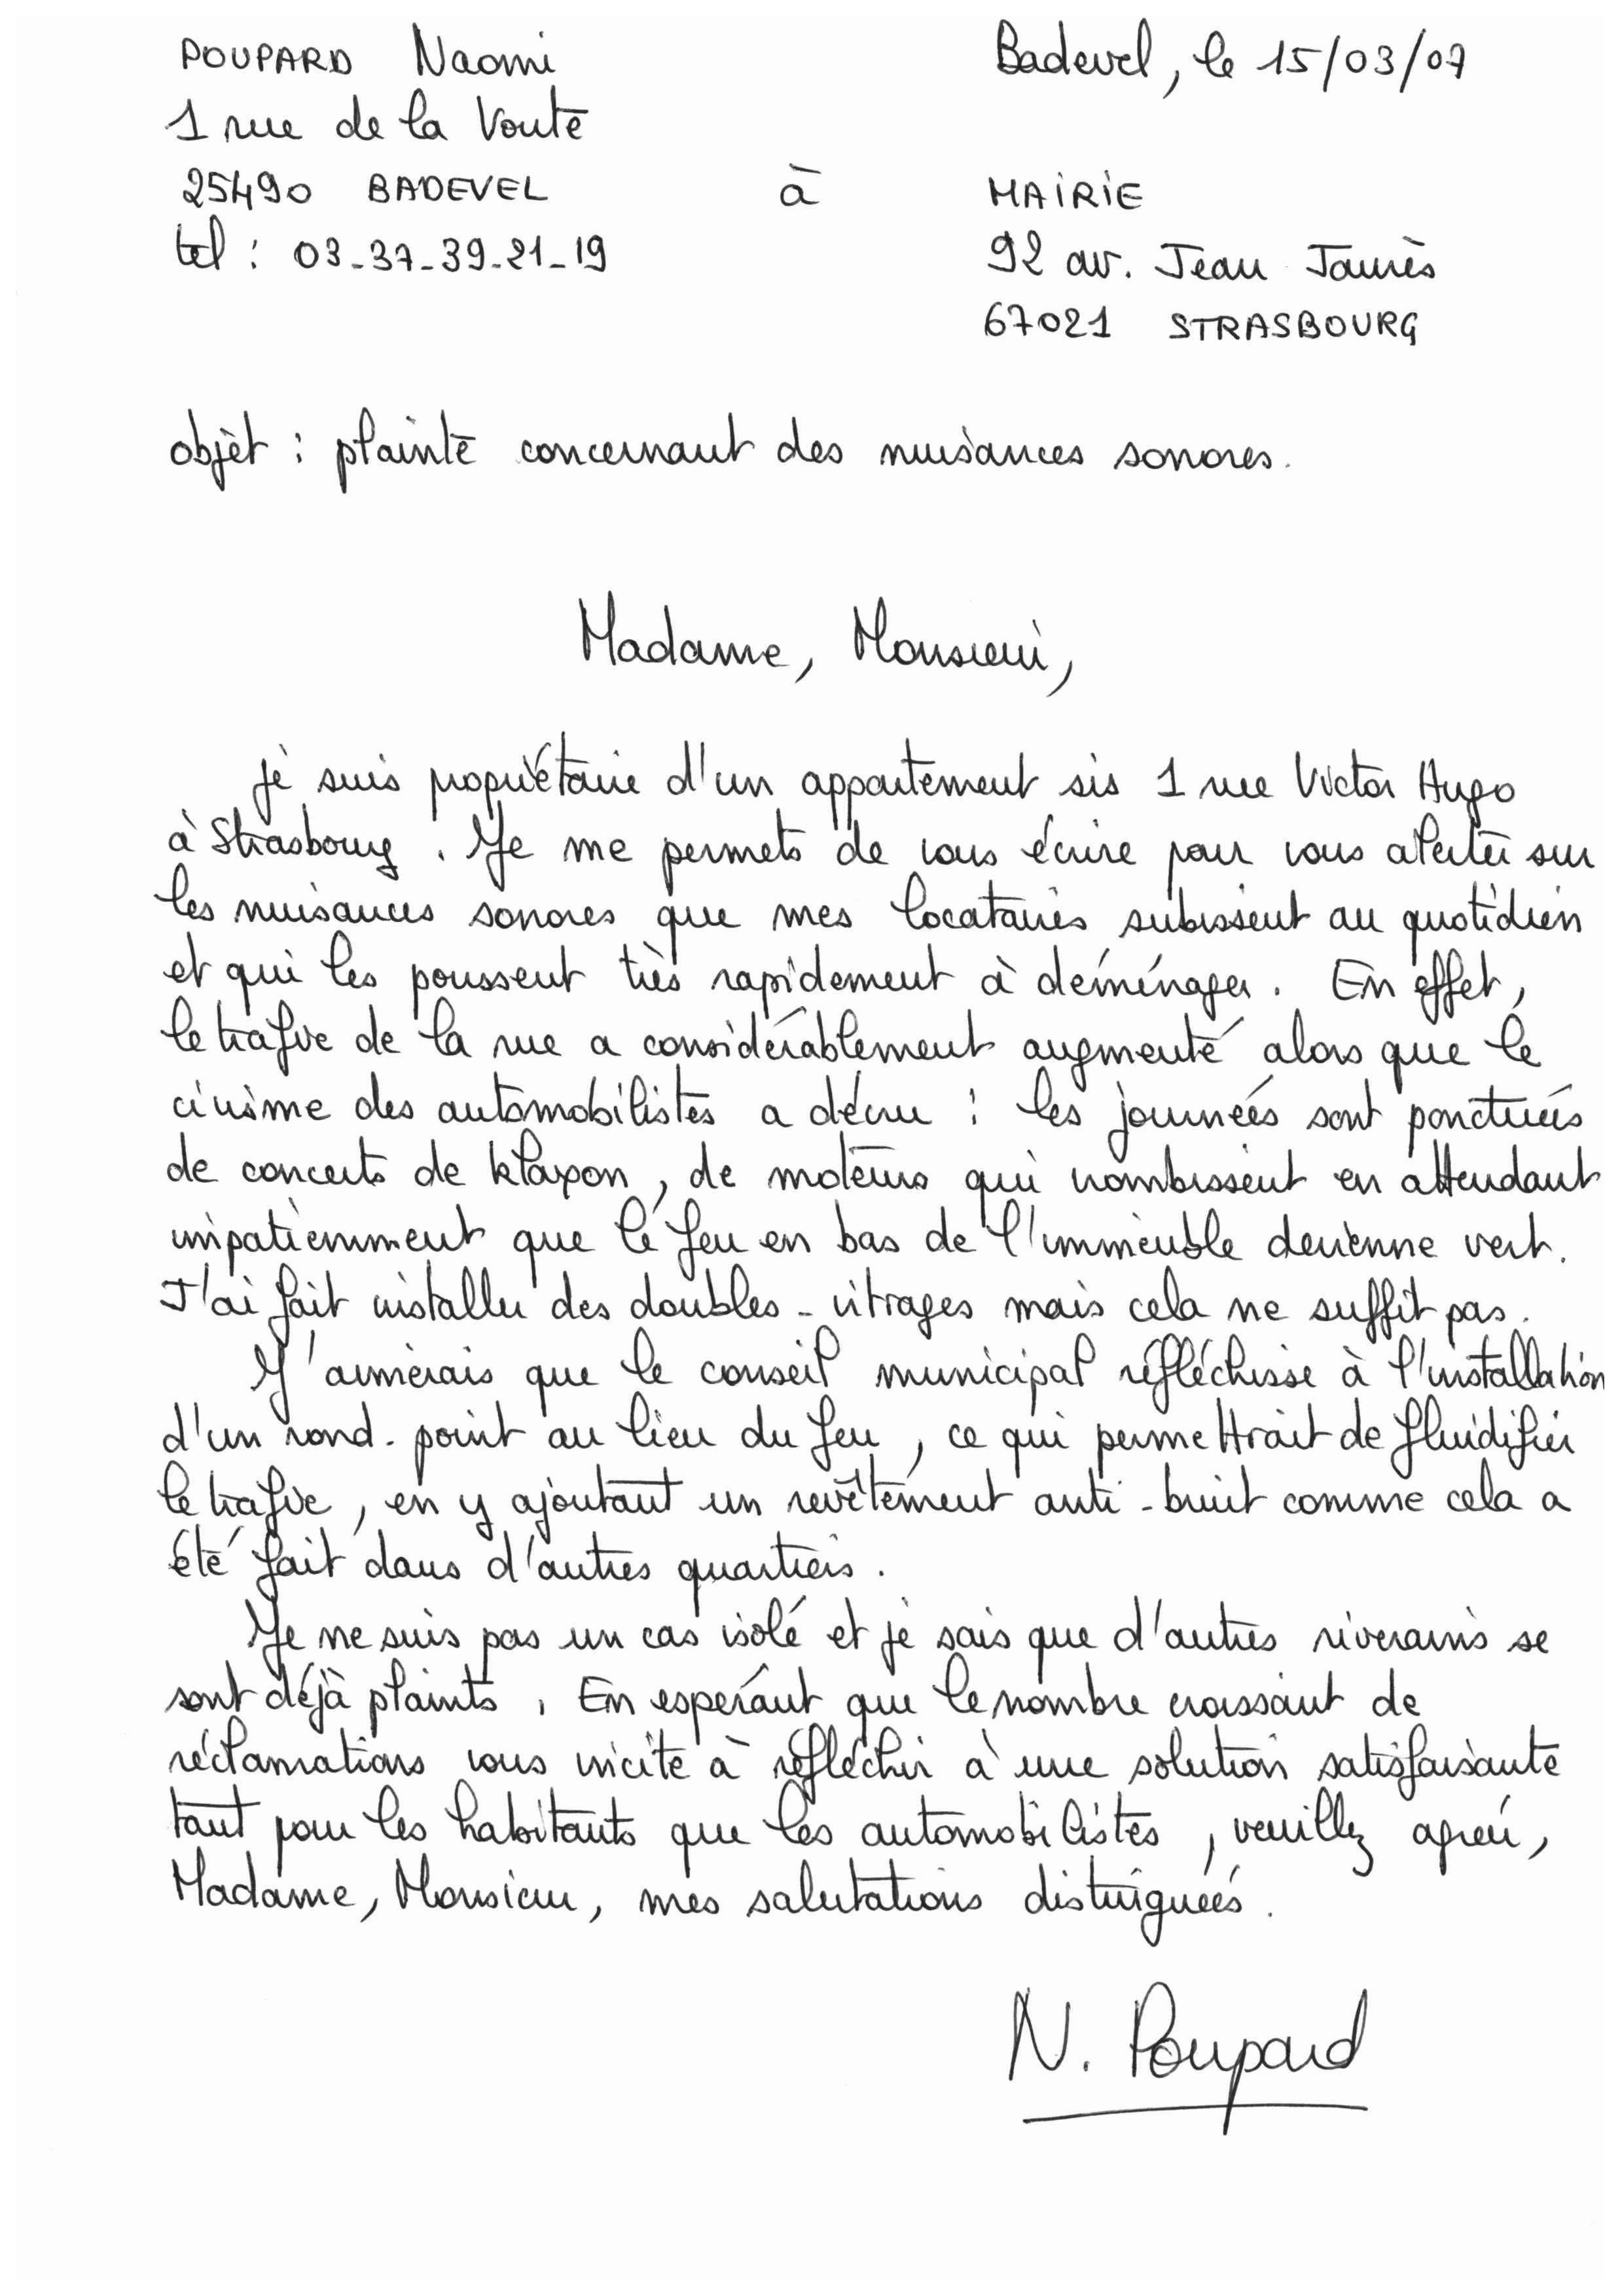 POUPARD Naomi
Badevel, le 15/03/07
1 rue de la Voute
25490 BADEVEL
à
MAIRIE
tel : 03-37-39-21-19
92 av. Jean Jaurès
67021 STRASBOURG
objet : plainte concernant des nuisances sonores.
Madame, Monsieur,
je suis propriétaire d'un appartement sis 1 rue Victor Hugo
à Strasbourg. Je me permets de vous écrire pour vous alerter sur
les nuisances sonores que mes locataires subissent au quotidien
et qui les poussent très rapidement à déménager. En effet,
le trafic de la rue a considérablement augmenté alors que le
civisme des automobilistes a décru : les journées sont ponctuées
de concerts de klaxon, de moteurs qui vrombissent en attendant
impatiemment que le feu en bas de l'immeuble devienne vert.
J'ai fait installer des doubles-vitrages mais cela ne suffit pas.
J'aimerais que le conseil municipal réfléchisse à l'installation
d'un rond-point au lieu du feu, ce qui permettrait de fluidifier
le trafic, en y ajoutant un revêtement anti-bruit comme cela a
été fait dans d'autres quartiers.
Je ne suis pas un cas isolé et je sais que d'autres riverains se
sont déjà plaints. En espérant que le nombre croissant de
réclamations vous incite à réfléchir à une solution satisfaisante
tant pour les habitants que les automobilistes, veuillez agréer,
Madame, Monsieur, mes salutations distinguées.
N. Poupard